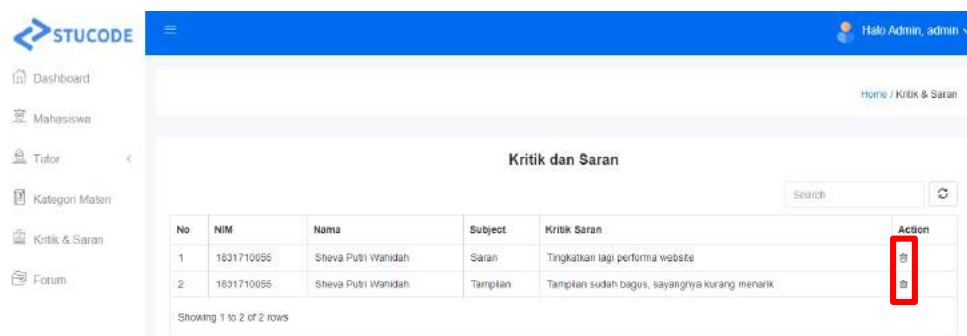 STUCODE
Halo Admin, admin
Dashboard
Mahasiswa
Tutor
Kategori Materi
Kritik & Saran
Forum
Home / Kritik & Saran
Kritik dan Saran
Search
No NIM Nama Subject Kritik Saran Action
1 1831710056 Sheva Putri Wanidah Saran Tingkatkan lagi performa website
2 1831710056 Sheva Putri Wanidah Tampilan Tampilan sudah bagus, sayangnya kurang menarik
Showing 1 to 2 of 2 rows